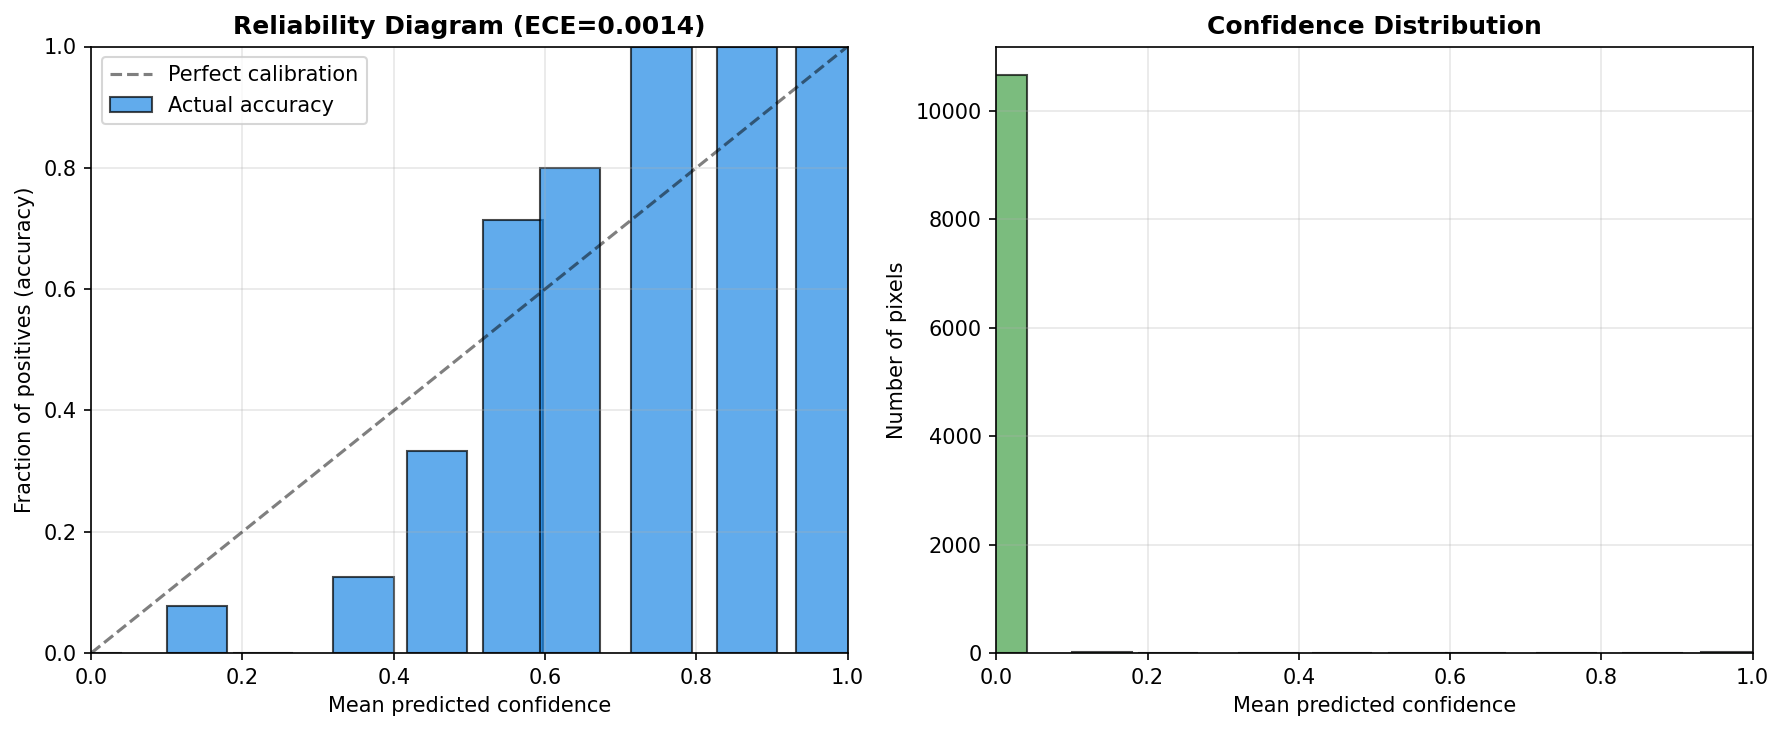 Reliability Diagram (ECE=0.0014)
Perfect calibration
Actual accuracy
Fraction of positives (accuracy)
1.0
0.8
0.6
0.4
0.2
0.0
0.0 0.2 0.4 0.6 0.8 1.0
Mean predicted confidence
Confidence Distribution
Number of pixels
10000
8000
6000
4000
2000
0
0.0 0.2 0.4 0.6 0.8 1.0
Mean predicted confidence